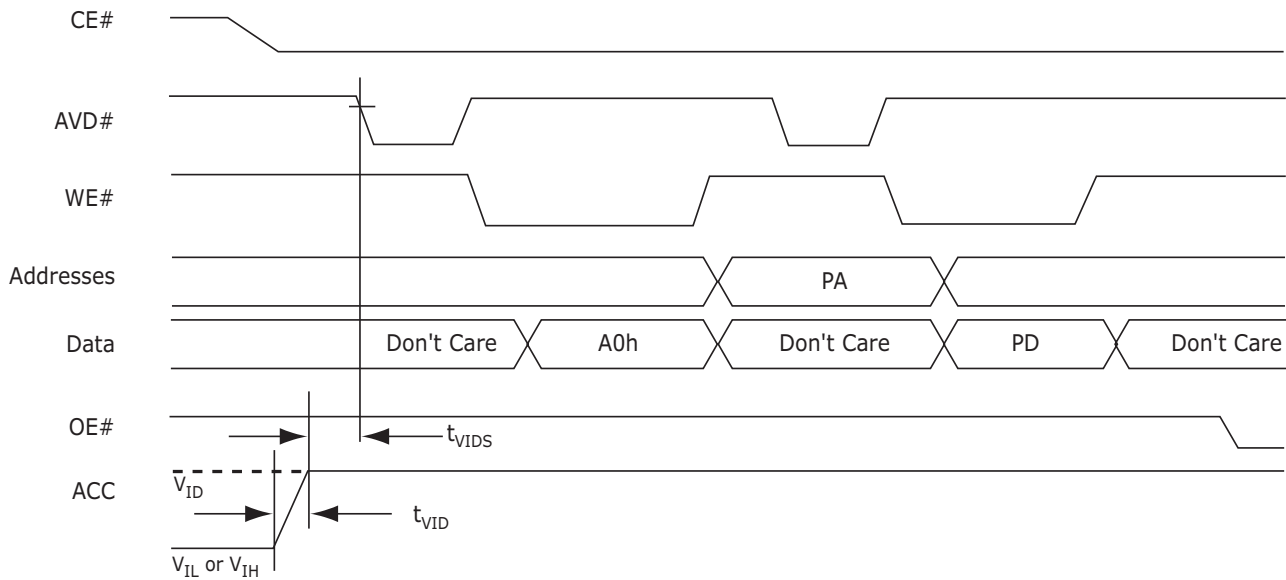 CE#
AVD#
WE#
Addresses
PA
Data
Don't Care
A0h
Don't Care
PD
Don't Care
OE#
tVIDS
ACC
VID
tVID
VIL or VIH